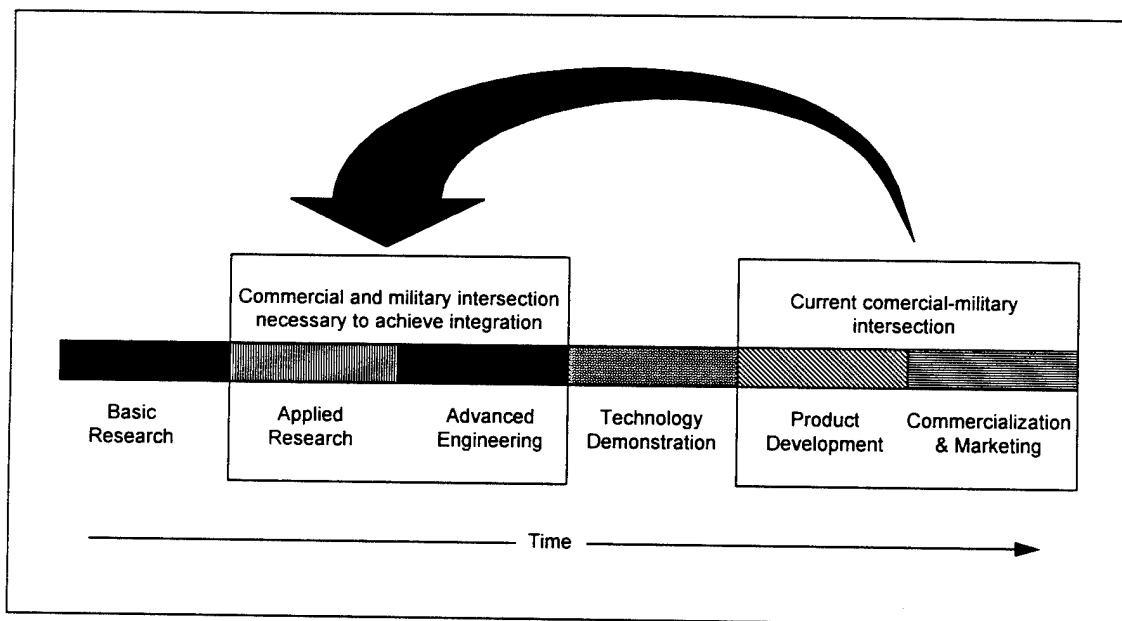 Commercial and military intersection
necessary to achieve integration
Current comercial-military
intersection
Basic
Research
Applied
Research
Advanced
Engineering
Technology
Demonstration
Product
Development
Commercialization
& Marketing
Time